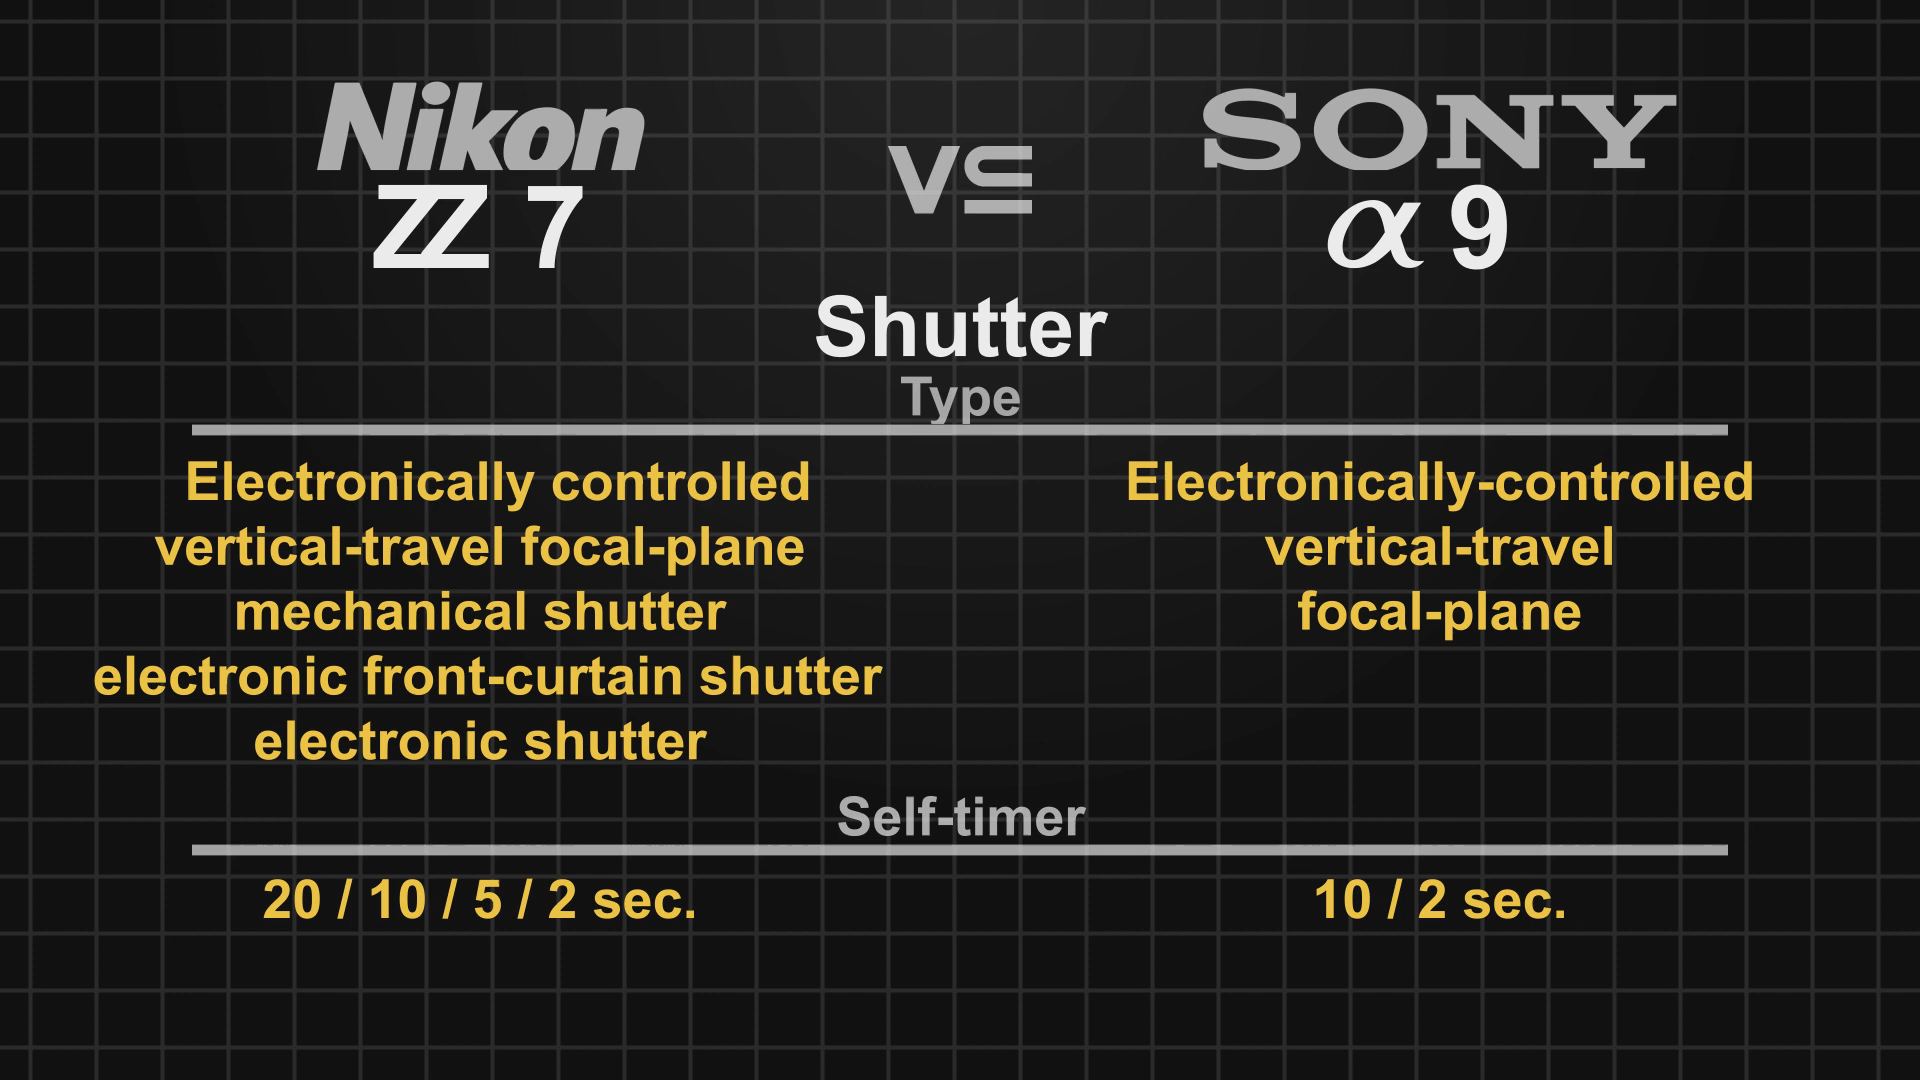 Nikon VS SONY
ZZ 7 α 9
Shutter
Type
Electronically controlled
vertical-travel focal-plane
mechanical shutter
electronic front-curtain shutter
electronic shutter
Electronically-controlled
vertical-travel
focal-plane
Self-timer
20 / 10 / 5 / 2 sec. 10 / 2 sec.